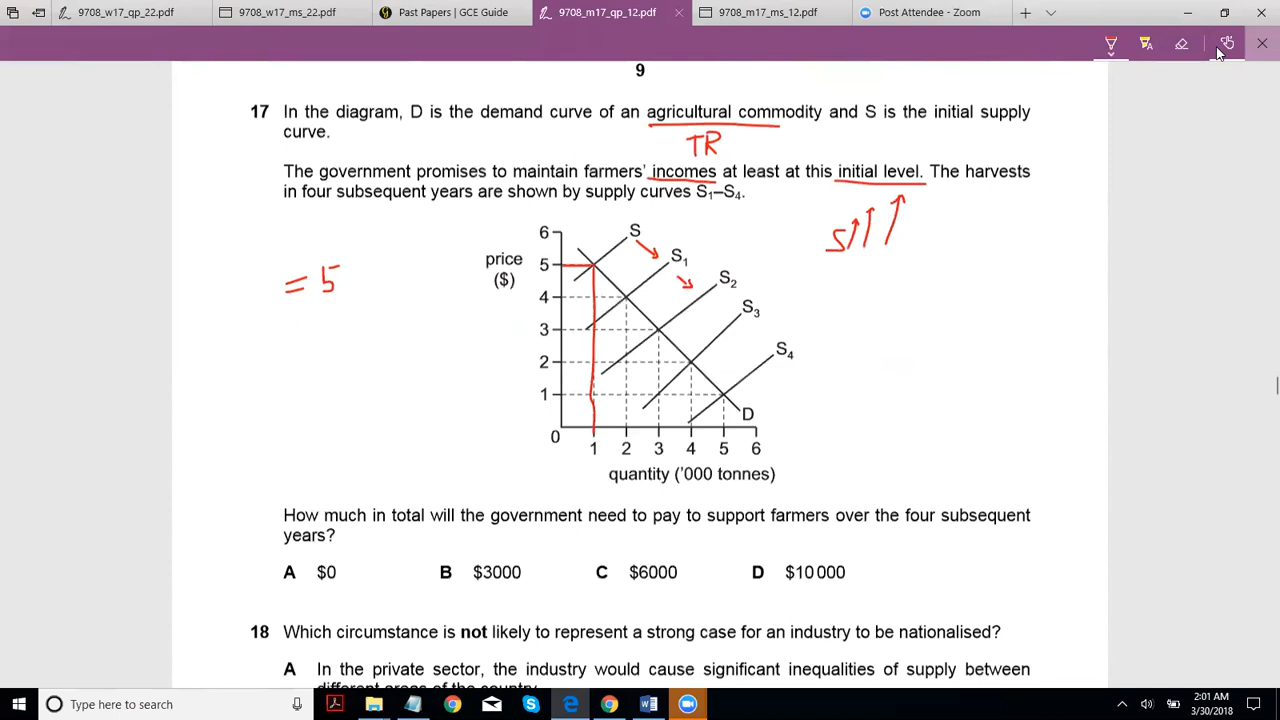 9708_w17_qp_22.pdf
9708_w17_ms_22.pdf
Past Papers | GCE Guide
9708_m17_qp_12.pdf
9708_m17_ms_12.pdf
Post Attendee - Zoom
9
17 In the diagram, D is the demand curve of an agricultural commodity and S is the initial supply
curve.
TR
The government promises to maintain farmers' incomes at least at this initial level. The harvests
in four subsequent years are shown by supply curves S₁–S₄.
S
= 5
price
($)
6
5
4
3
2
1
0
S
S₁
S₂
S₃
S₄
D
1 2 3 4 5 6
quantity ('000 tonnes)
How much in total will the government need to pay to support farmers over the four subsequent
years?
A $0 B $3000 C $6000 D $10 000
18 Which circumstance is not likely to represent a strong case for an industry to be nationalised?
A In the private sector, the industry would cause significant inequalities of supply between
different areas of the country.
Type here to search
2:01 AM
3/30/2018